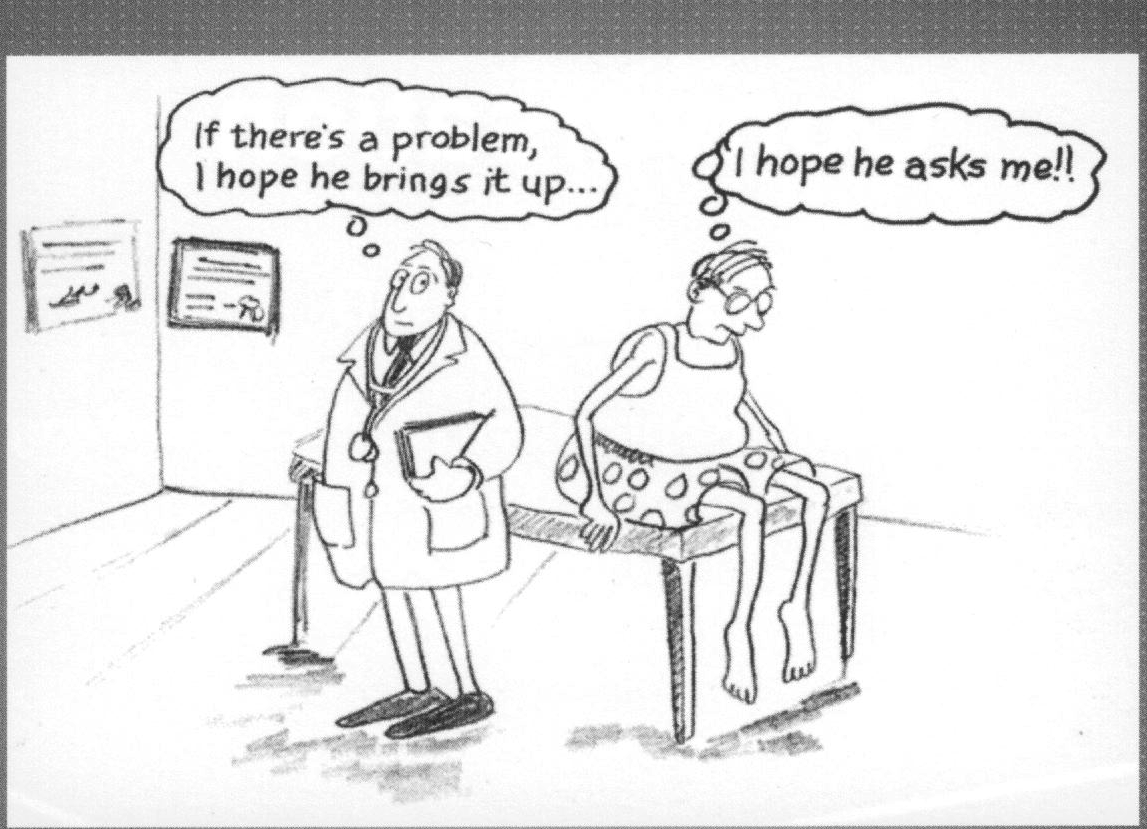 If there's a problem,
I hope he brings it up...
I hope he asks me!!